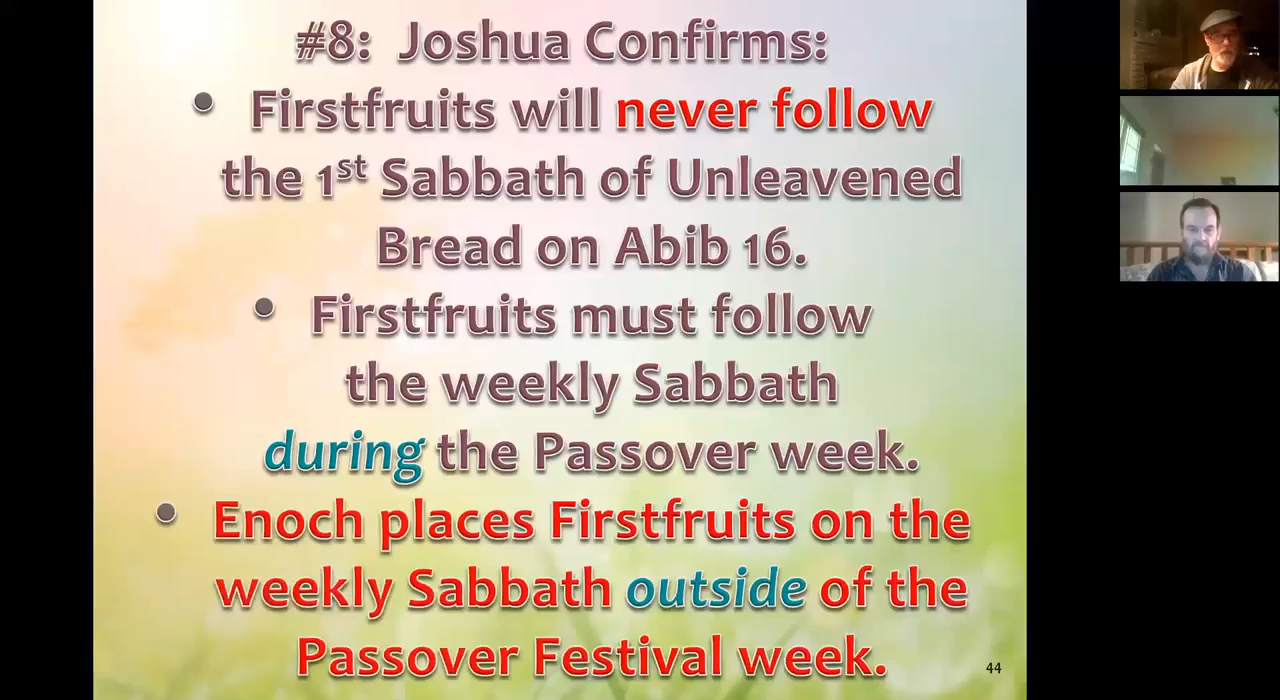 #8: Joshua Confirms:
• Firstfruits will never follow
the 1st Sabbath of Unleavened
Bread on Abib 16.
• Firstfruits must follow
the weekly Sabbath
during the Passover week.
• Enoch places Firstfruits on the
weekly Sabbath outside of the
Passover Festival week.
44